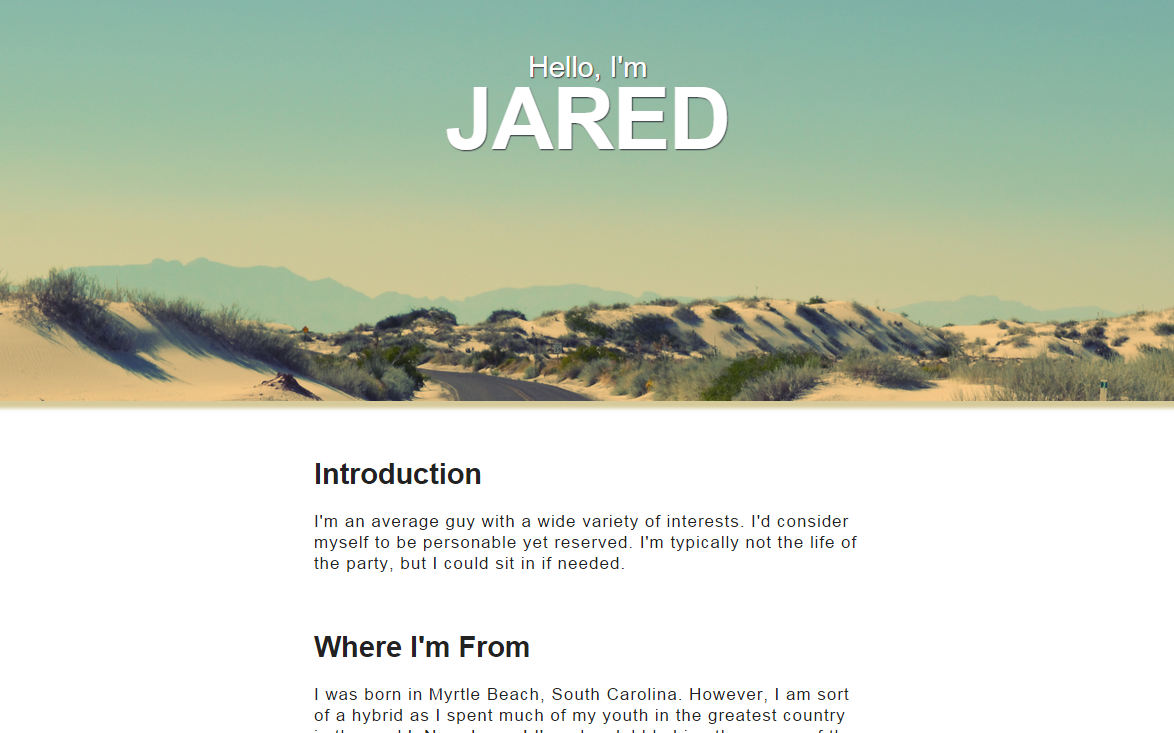 Hello, I'm
JARED
Introduction
I'm an average guy with a wide variety of interests. I'd consider
myself to be personable yet reserved. I'm typically not the life of
the party, but I could sit in if needed.
Where I'm From
I was born in Myrtle Beach, South Carolina. However, I am sort
of a hybrid as I spent much of my youth in the greatest country